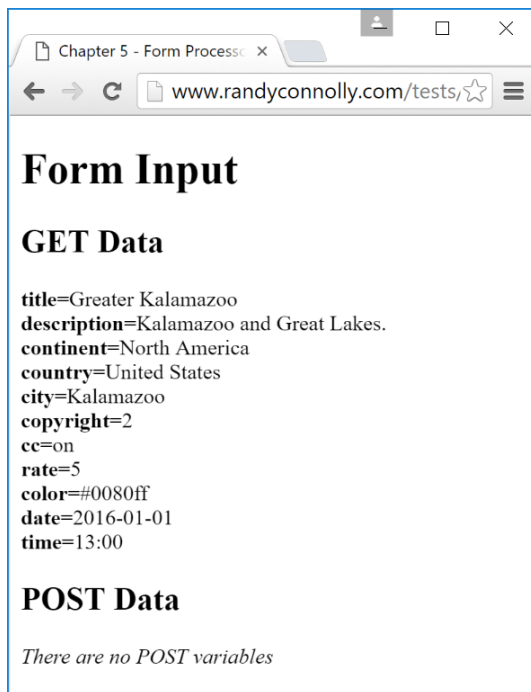 Chapter 5 - Form Process
www.randyconnolly.com/tests/
Form Input
GET Data
title=Greater Kalamazoo
description=Kalamazoo and Great Lakes.
continent=North America
country=United States
city=Kalamazoo
copyright=2
cc=on
rate=5
color=#0080ff
date=2016-01-01
time=13:00
POST Data
There are no POST variables